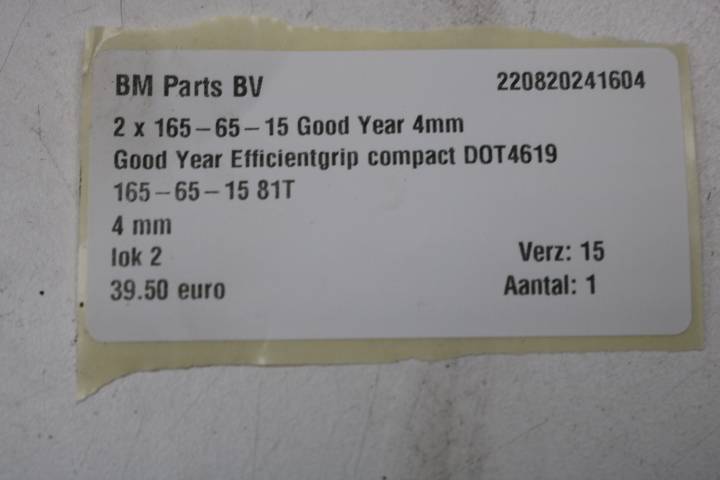 BM Parts BV 220820241604
2 x 165-65-15 Good Year 4mm
Good Year Efficientgrip compact DOT4619
165-65-15 81T
4 mm
lok 2 Verz: 15
39.50 euro Aantal: 1